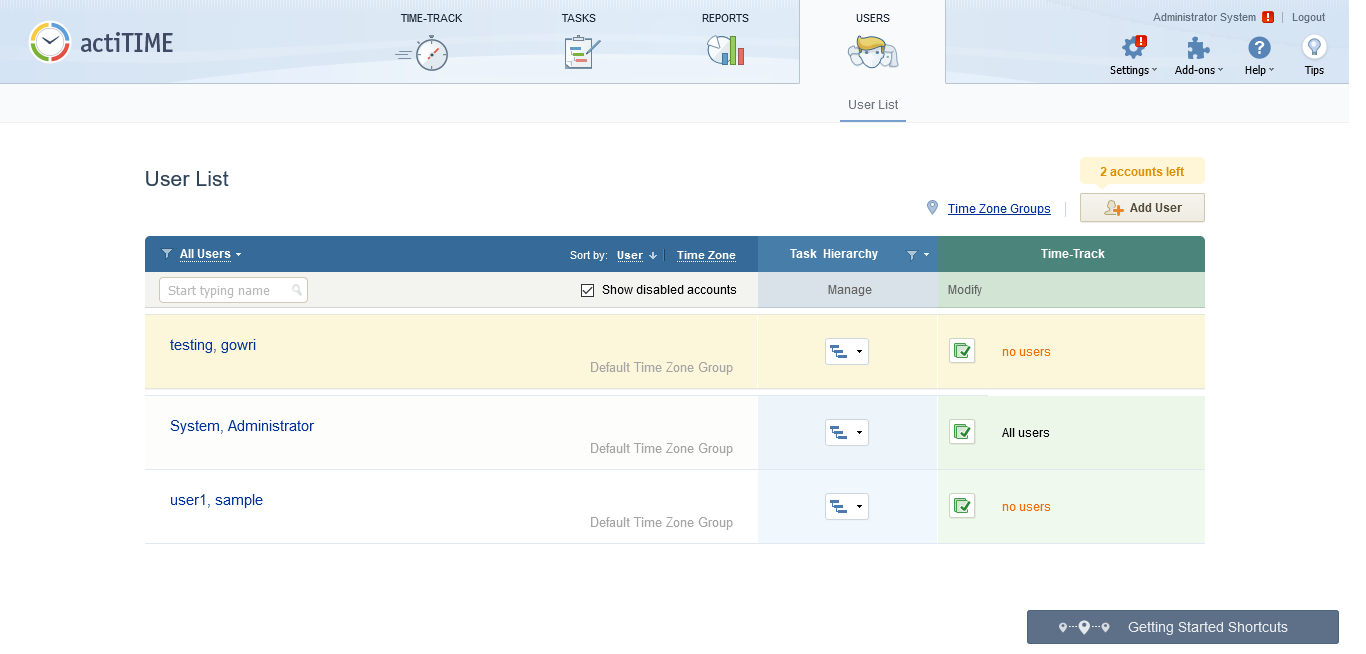 actiTIME
TIME-TRACK
TASKS
REPORTS
USERS
Administrator System ! | Logout
Settings
Add-ons
Help
Tips
User List
User List
2 accounts left
Time Zone Groups
Add User
All Users
Sort by: User ↓ Time Zone
Task Hierarchy
Time-Track
Start typing name
Show disabled accounts
Manage
Modify
testing, gowri
Default Time Zone Group
no users
System, Administrator
Default Time Zone Group
All users
user1, sample
Default Time Zone Group
no users
Getting Started Shortcuts